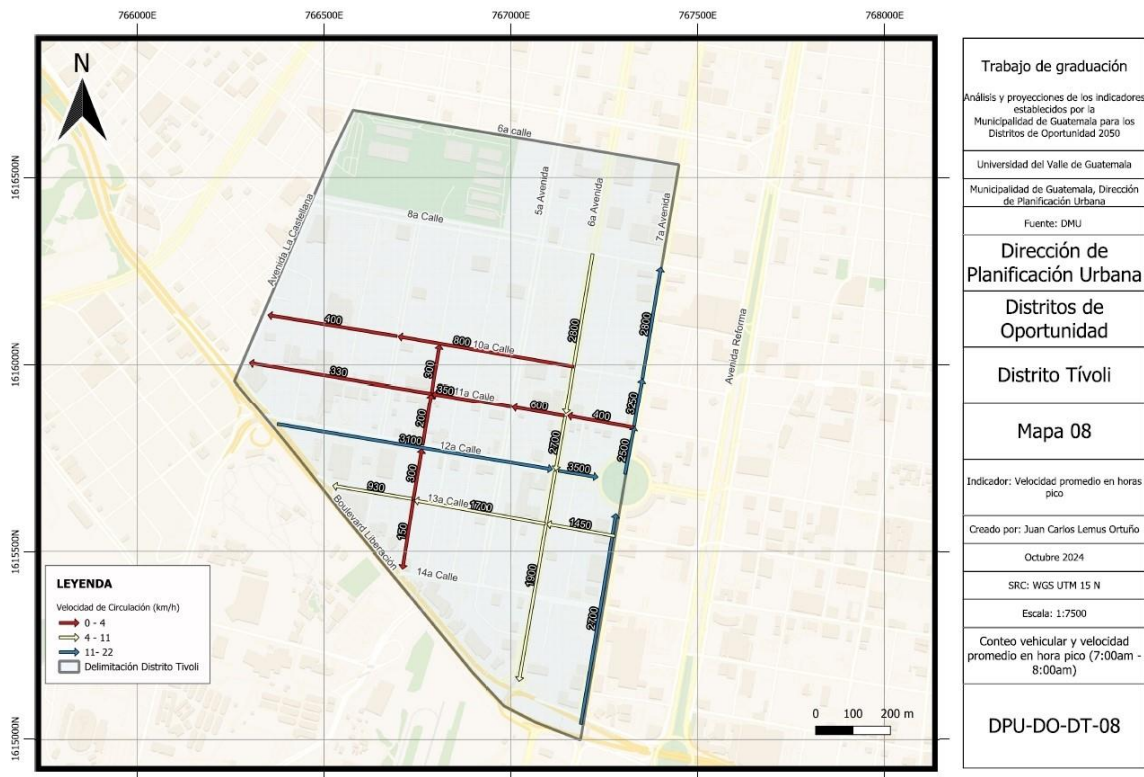 766000E
766500E
767000E
767500E
768000E
1616500N
1616000N
1615500N
1615000N
N
6a calle
8a Calle
Avenida La Castellana
5a Avenida
6a Avenida
7a Avenida
Avenida Reforma
400
800
10a Calle
2800
2800
300
330
350
11a Calle
600
400
3250
200
3100
12a Calle
2700
3500
2500
300
930
13a Calle
1700
1450
150
Boulevard Liberación
14a Calle
1900
2700
LEYENDA
Velocidad de Circulación (km/h)
0 - 4
4 - 11
11- 22
Delimitación Distrito Tivoli
0 100 200 m
Trabajo de graduación
Análisis y proyecciones de los indicadores
establecidos por la
Municipalidad de Guatemala para los
Distritos de Oportunidad 2050
Universidad del Valle de Guatemala
Municipalidad de Guatemala, Dirección
de Planificación Urbana
Fuente: DMU
Dirección de
Planificación Urbana
Distritos de
Oportunidad
Distrito Tívoli
Mapa 08
Indicador: Velocidad promedio en horas
pico
Creado por: Juan Carlos Lemus Ortuño
Octubre 2024
SRC: WGS UTM 15 N
Escala: 1:7500
Conteo vehicular y velocidad
promedio en hora pico (7:00am -
8:00am)
DPU-DO-DT-08